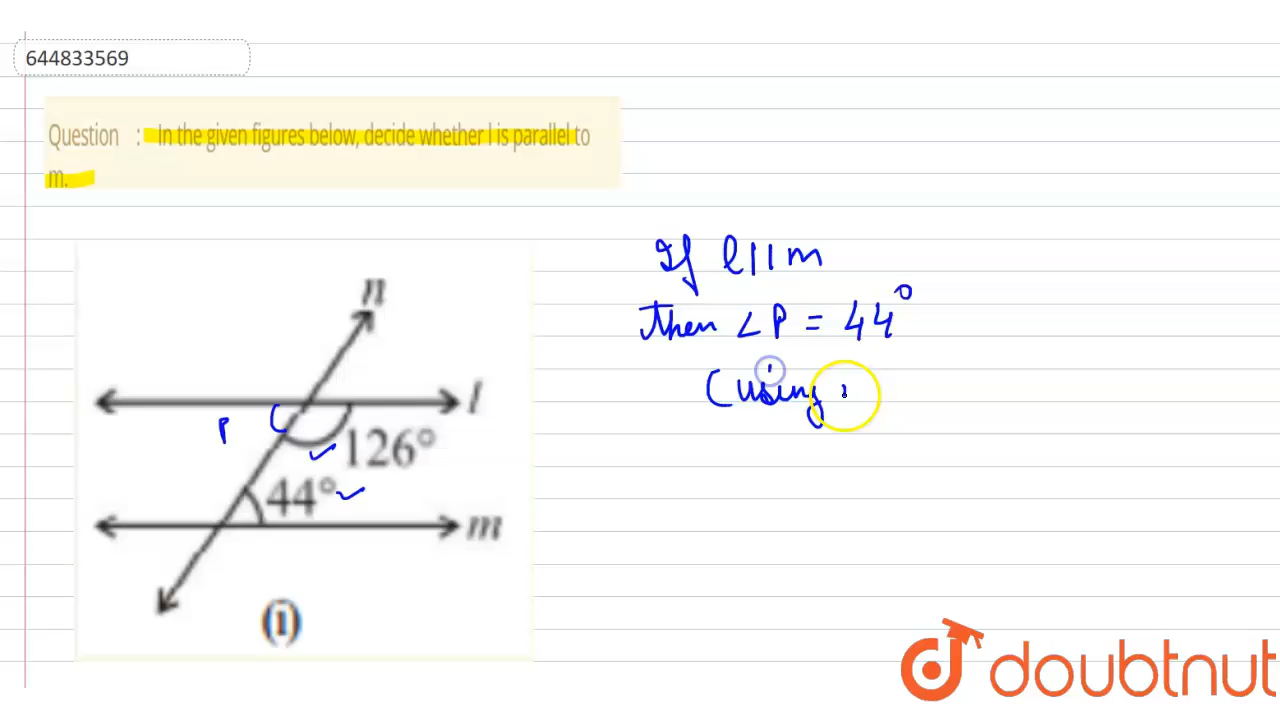 644833569
Question : In the given figures below, decide whether l is parallel to
m.
n
l
P
126°
44°
m
(i)
If l||m
then ∠P = 44°
(using
doubtnut